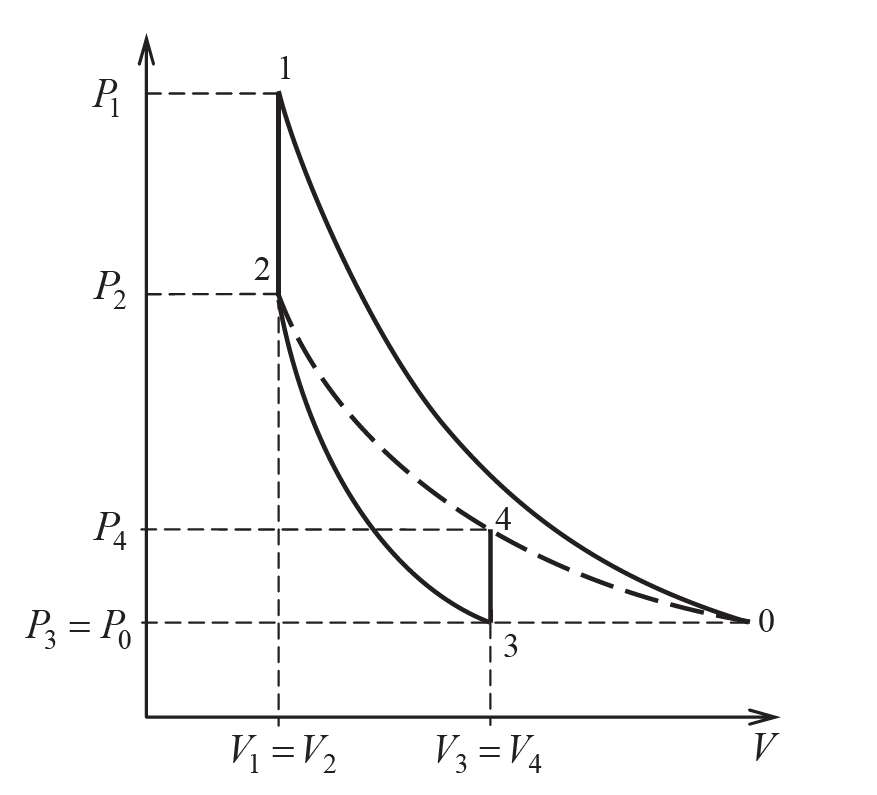 1
P₁
2
P₂
4
P₄
P₃ = P₀
0
3
V₁ = V₂
V₃ = V₄
V